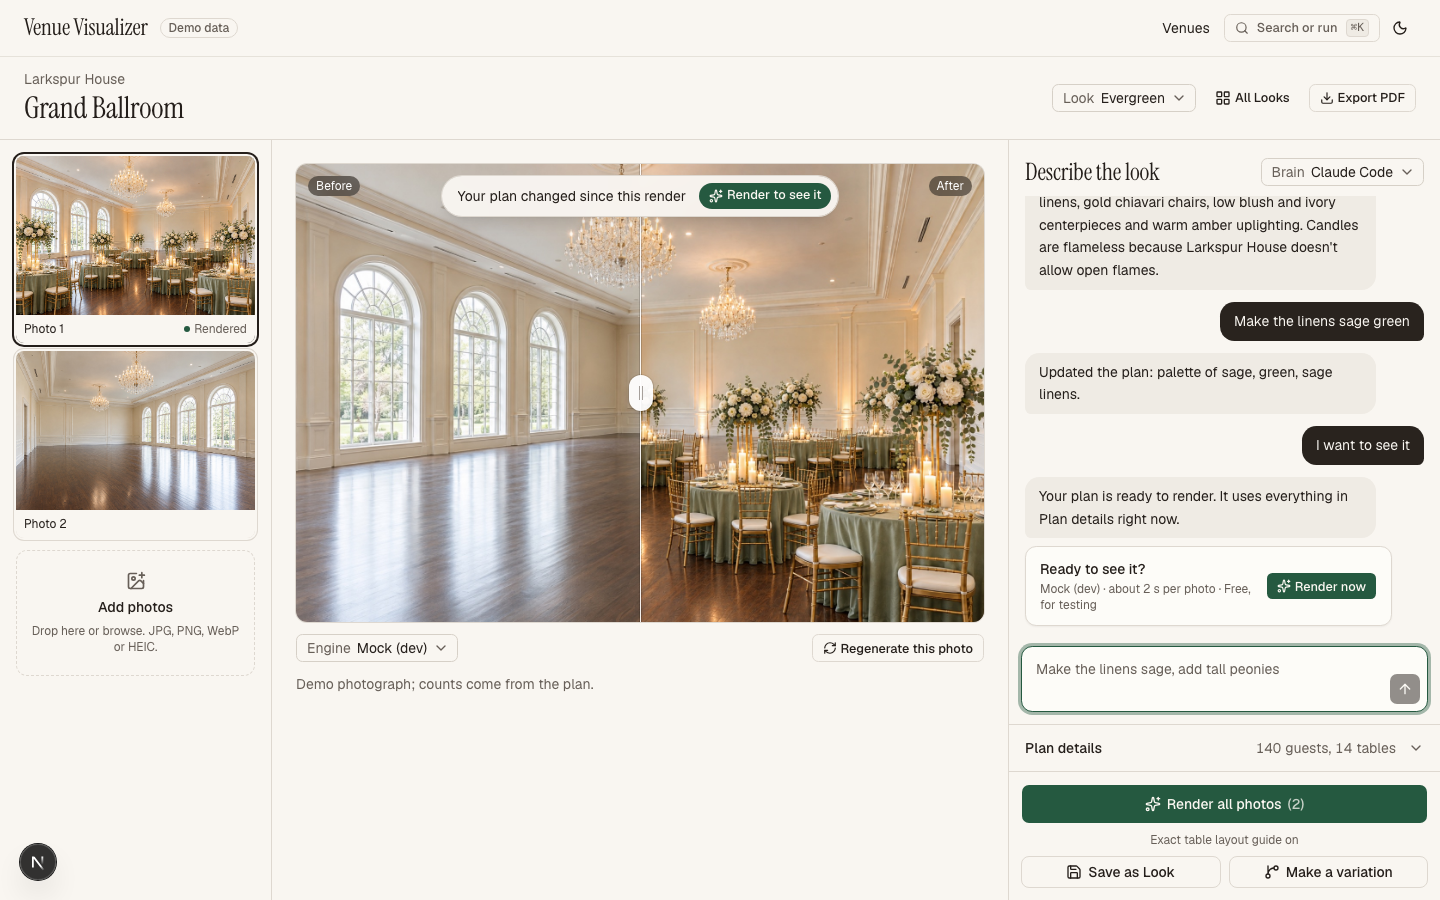 Venue Visualizer
Demo data
Venues
Search or run
⌘K
Larkspur House
Grand Ballroom
Look Evergreen
All Looks
Export PDF
Photo 1
Rendered
Photo 2
Add photos
Drop here or browse. JPG, PNG, WebP
or HEIC.
Before
Your plan changed since this render
Render to see it
After
Engine Mock (dev)
Regenerate this photo
Demo photograph; counts come from the plan.
Describe the look
Brain Claude Code
linens, gold chiavari chairs, low blush and ivory
centerpieces and warm amber uplighting. Candles
are flameless because Larkspur House doesn't
allow open flames.
Make the linens sage green
Updated the plan: palette of sage, green, sage
linens.
I want to see it
Your plan is ready to render. It uses everything in
Plan details right now.
Ready to see it?
Mock (dev) · about 2 s per photo · Free,
for testing
Render now
Make the linens sage, add tall peonies
Plan details
140 guests, 14 tables
Render all photos (2)
Exact table layout guide on
Save as Look
Make a variation
N